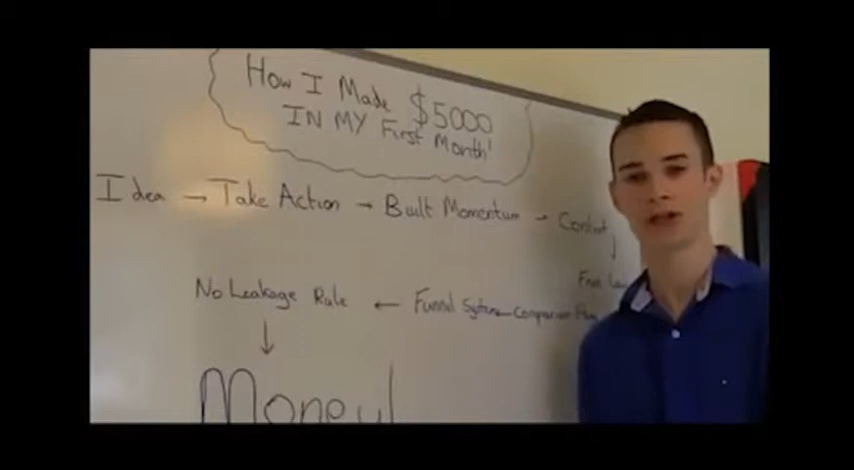 How I Made $5000
IN MY First Month!
Idea → Take Action → Built Momentum → Content
↓
No Leakage Rule ← Funnel System
↓
Money!